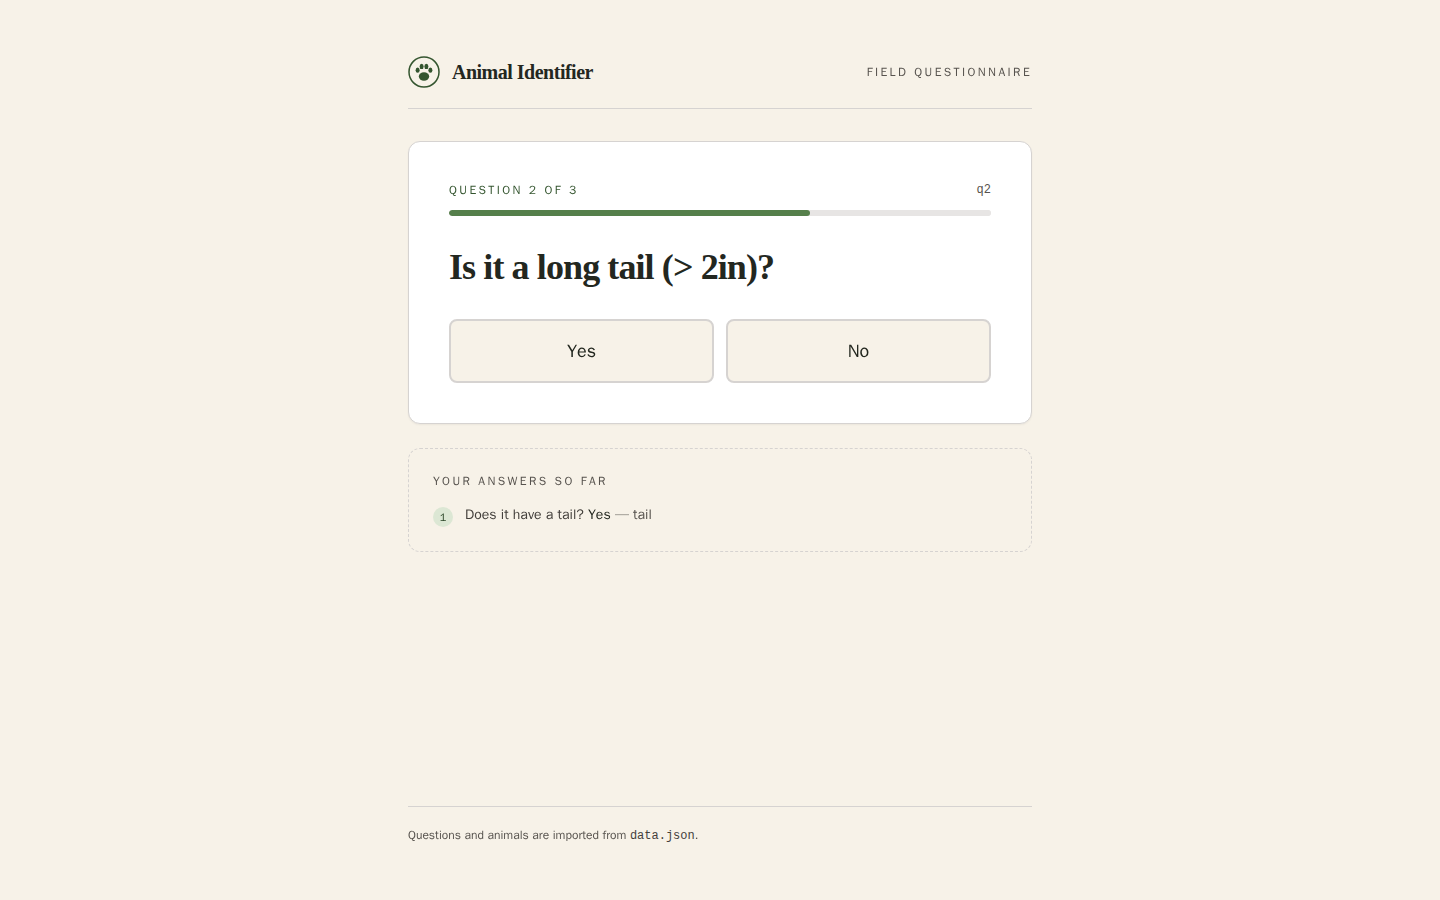 Animal Identifier
FIELD QUESTIONNAIRE
QUESTION 2 OF 3
q2
Is it a long tail (> 2in)?
Yes
No
YOUR ANSWERS SO FAR
1 Does it have a tail? Yes — tail
Questions and animals are imported from data.json.